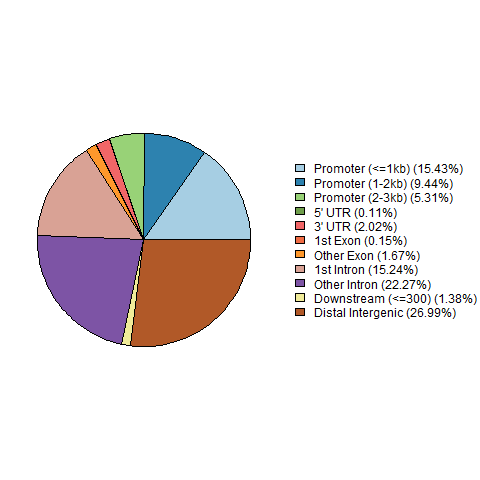 Promoter (<=1kb) (15.43%)
Promoter (1-2kb) (9.44%)
Promoter (2-3kb) (5.31%)
5' UTR (0.11%)
3' UTR (2.02%)
1st Exon (0.15%)
Other Exon (1.67%)
1st Intron (15.24%)
Other Intron (22.27%)
Downstream (<=300) (1.38%)
Distal Intergenic (26.99%)